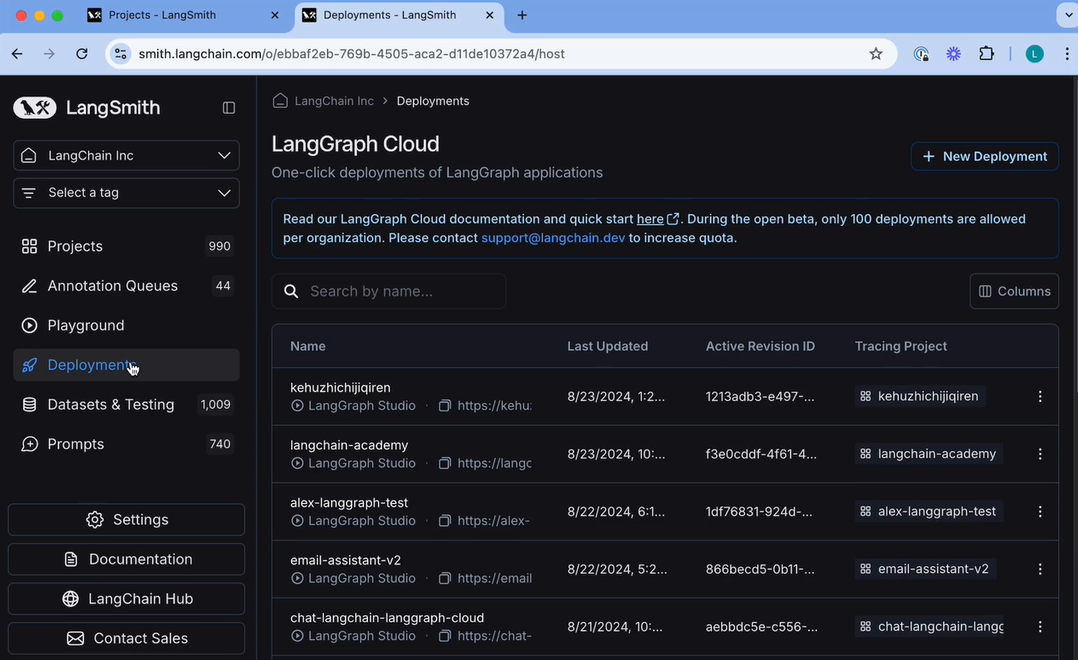 Projects - LangSmith
Deployments - LangSmith
smith.langchain.com/o/ebbaf2eb-769b-4505-aca2-d11de10372a4/host
L
LangSmith
LangChain Inc
Select a tag
Projects 990
Annotation Queues 44
Playground
Deployments
Datasets & Testing 1,009
Prompts 740
Settings
Documentation
LangChain Hub
Contact Sales
LangChain Inc > Deployments
LangGraph Cloud
One-click deployments of LangGraph applications
+ New Deployment
Read our LangGraph Cloud documentation and quick start here. During the open beta, only 100 deployments are allowed
per organization. Please contact support@langchain.dev to increase quota.
Search by name...
Columns
Name Last Updated Active Revision ID Tracing Project
kehuzhichijiqiren
LangGraph Studio · https://kehu:
8/23/2024, 1:2... 1213adb3-e497-... kehuzhichijiqiren
langchain-academy
LangGraph Studio · https://langc
8/23/2024, 10:... f3e0cddf-4f61-4... langchain-academy
alex-langgraph-test
LangGraph Studio · https://alex-
8/22/2024, 6:1... 1df76831-924d-... alex-langgraph-test
email-assistant-v2
LangGraph Studio · https://email
8/22/2024, 5:2... 866becd5-0b11-... email-assistant-v2
chat-langchain-langgraph-cloud
LangGraph Studio · https://chat-
8/21/2024, 10:... aebbdc5e-c556-... chat-langchain-langg